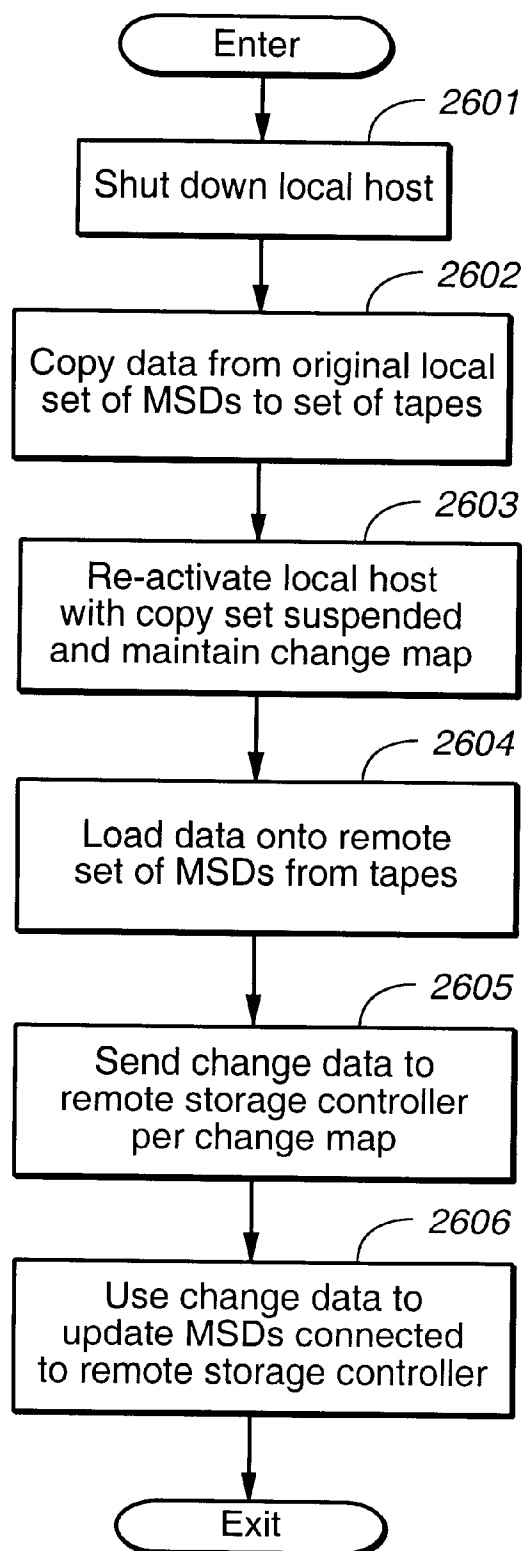 Enter
2601
Shut down local host
2602
Copy data from original local
set of MSDs to set of tapes
2603
Re-activate local host
with copy set suspended
and maintain change map
2604
Load data onto remote
set of MSDs from tapes
2605
Send change data to
remote storage controller
per change map
2606
Use change data to
update MSDs connected
to remote storage controller
Exit